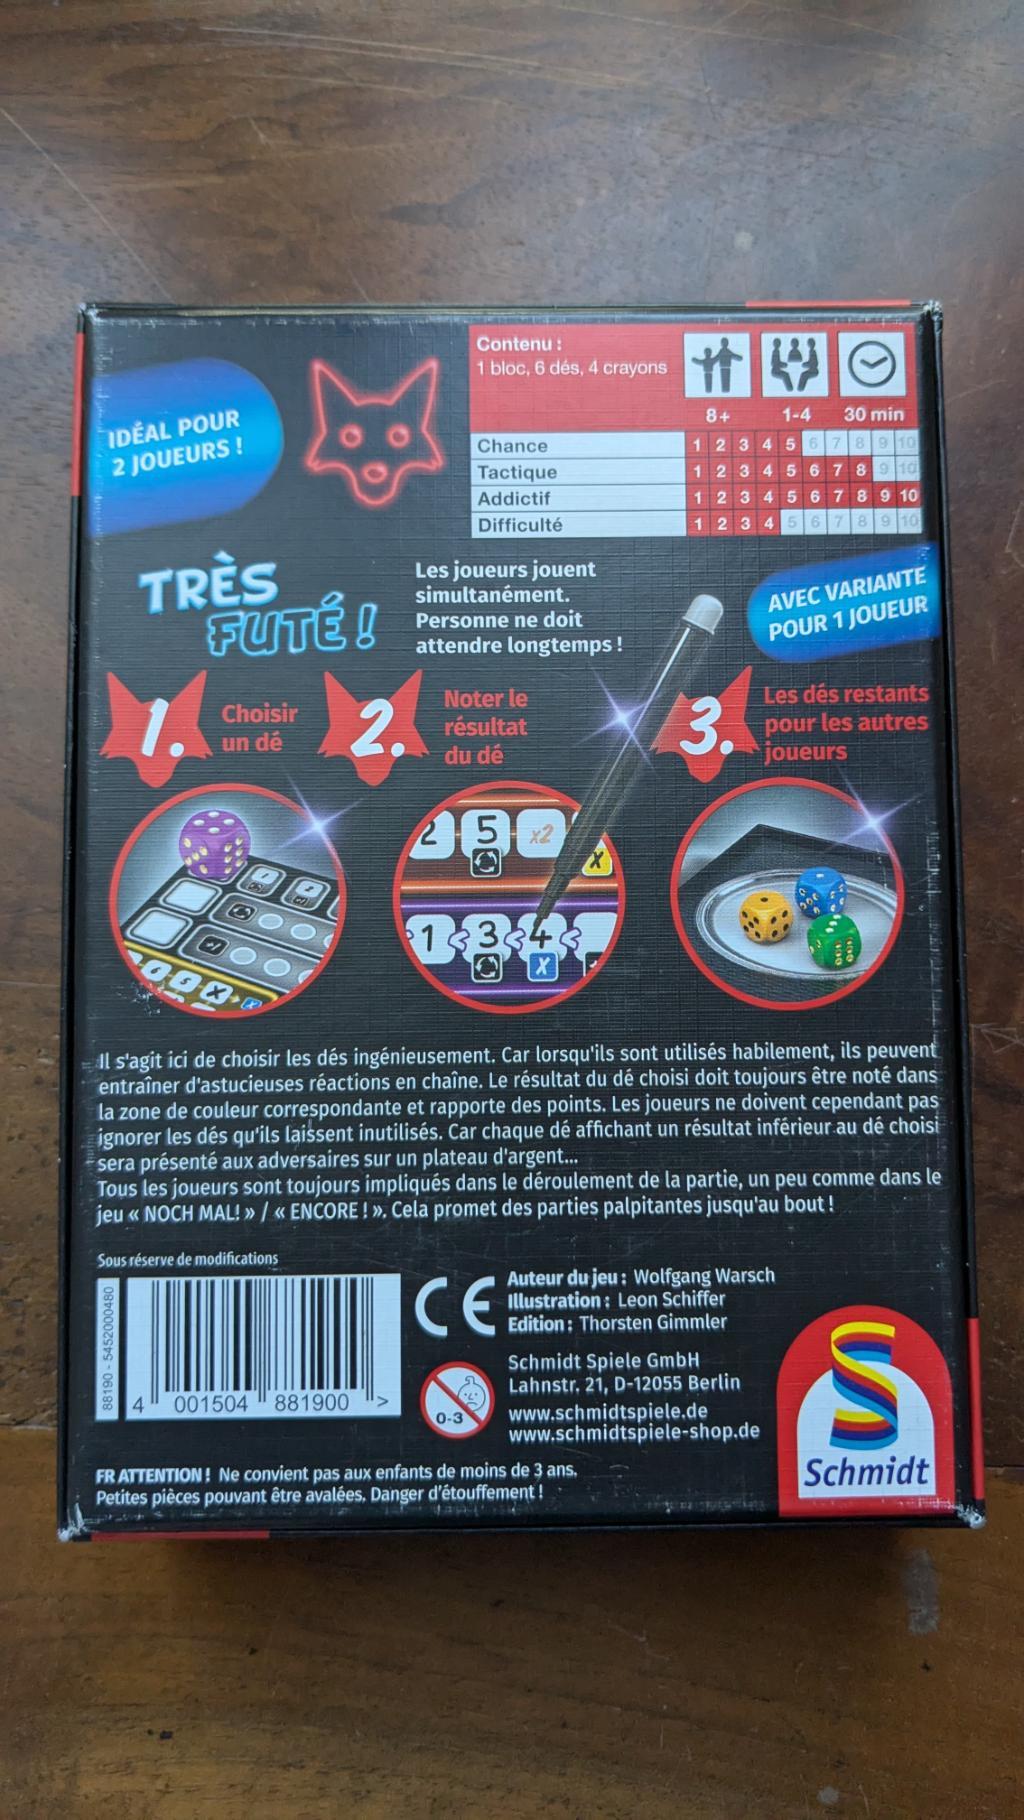 IDÉAL POUR
2 JOUEURS !
Contenu :
1 bloc, 6 dés, 4 crayons
8+ 1-4 30 min
Chance 1 2 3 4 5 6 7 8 9 10
Tactique 1 2 3 4 5 6 7 8 9 10
Addictif 1 2 3 4 5 6 7 8 9 10
Difficulté 1 2 3 4 5 6 7 8 9 10
TRÈS
FUTÉ !
Les joueurs jouent
simultanément.
Personne ne doit
attendre longtemps !
AVEC VARIANTE
POUR 1 JOUEUR
1. Choisir
un dé
2. Noter le
résultat
du dé
3. Les dés restants
pour les autres
joueurs
2 5 x2
X
1 < 3 < 4 <
X
Il s'agit ici de choisir les dés ingénieusement. Car lorsqu'ils sont utilisés habilement, ils peuvent
entraîner d'astucieuses réactions en chaîne. Le résultat du dé choisi doit toujours être noté dans
la zone de couleur correspondante et rapporte des points. Les joueurs ne doivent cependant pas
ignorer les dés qu'ils laissent inutilisés. Car chaque dé affichant un résultat inférieur au dé choisi
sera présenté aux adversaires sur un plateau d'argent...
Tous les joueurs sont toujours impliqués dans le déroulement de la partie, un peu comme dans le
jeu « NOCH MAL! » / « ENCORE ! ». Cela promet des parties palpitantes jusqu'au bout !
Sous réserve de modifications
88190 - 5452000480
4 001504 881900 >
CE
Auteur du jeu : Wolfgang Warsch
Illustration : Leon Schiffer
Edition : Thorsten Gimmler
0-3
Schmidt Spiele GmbH
Lahnstr. 21, D-12055 Berlin
www.schmidtspiele.de
www.schmidtspiele-shop.de
Schmidt
FR ATTENTION ! Ne convient pas aux enfants de moins de 3 ans.
Petites pièces pouvant être avalées. Danger d'étouffement !